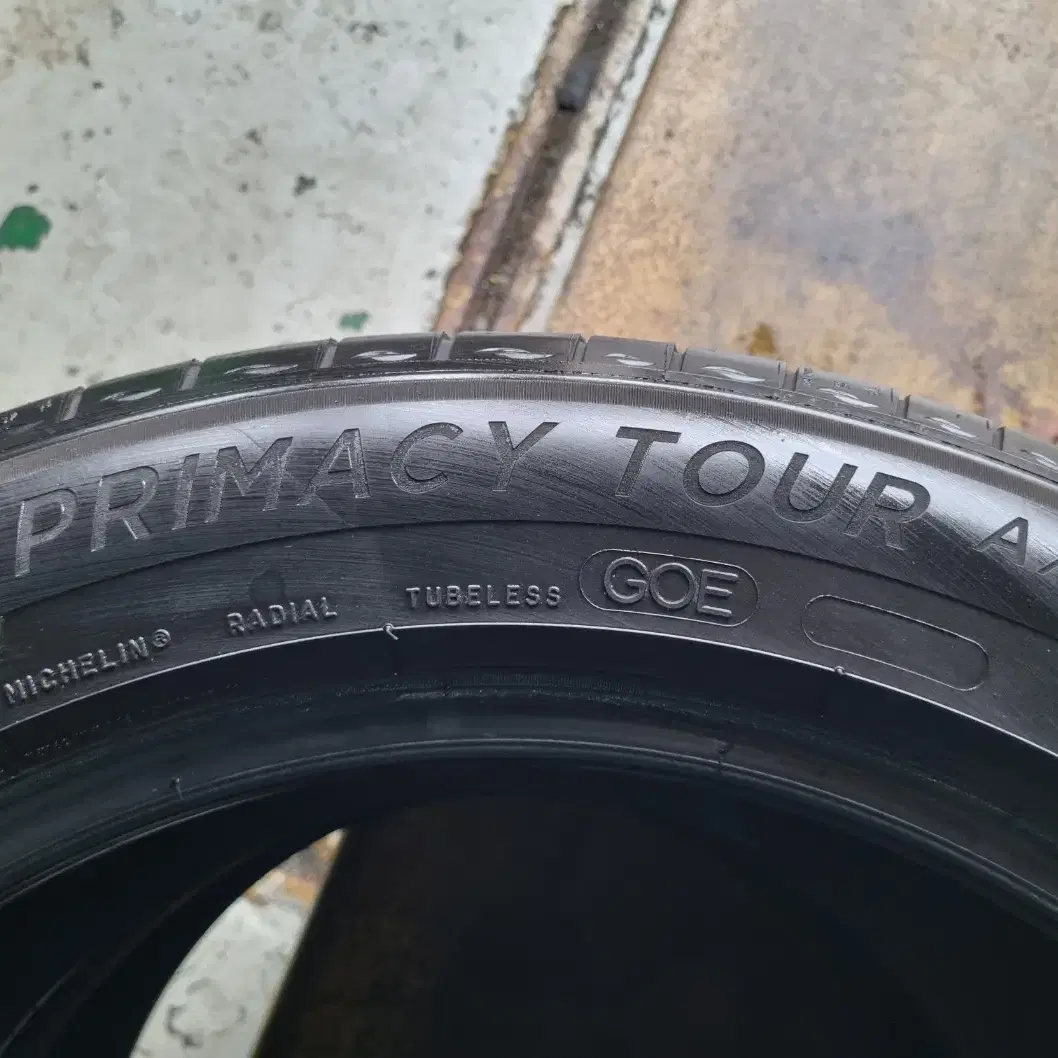 PRIMACY TOUR A
MICHELIN® RADIAL TUBELESS GOE